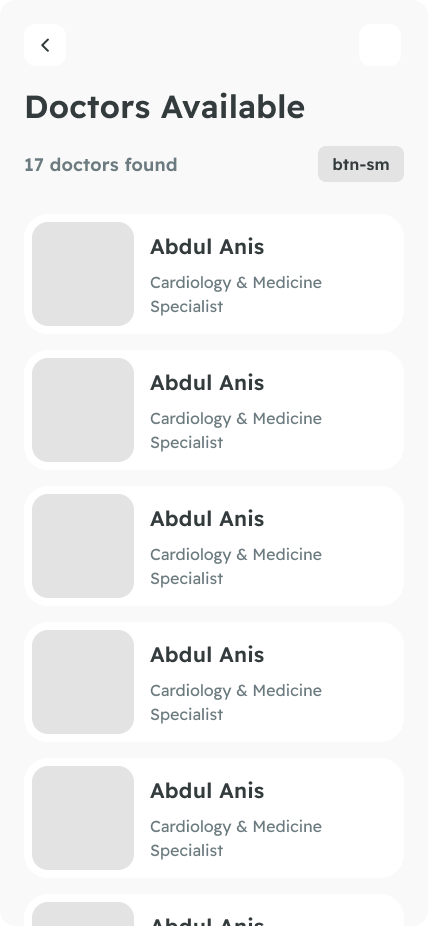 Doctors Available
17 doctors found
btn-sm
Abdul Anis
Cardiology & Medicine
Specialist
Abdul Anis
Cardiology & Medicine
Specialist
Abdul Anis
Cardiology & Medicine
Specialist
Abdul Anis
Cardiology & Medicine
Specialist
Abdul Anis
Cardiology & Medicine
Specialist
Abdul Anis